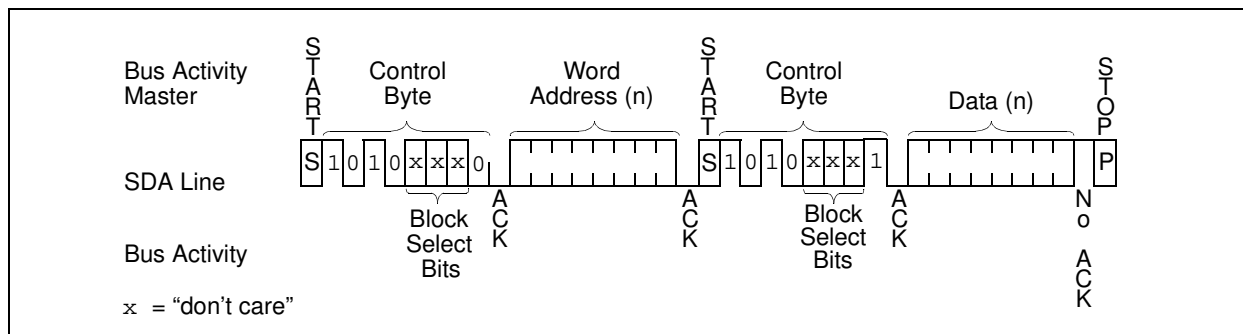 START
Bus Activity
Master
Control
Byte
Word
Address (n)
START
Control
Byte
Data (n)
STOP
SDA Line
S 1 0 1 0 x x x 0
S 1 0 1 0 x x x 1
P
Block
Select
Bits
ACK
ACK
Block
Select
Bits
ACK
No ACK
Bus Activity
x = “don't care”